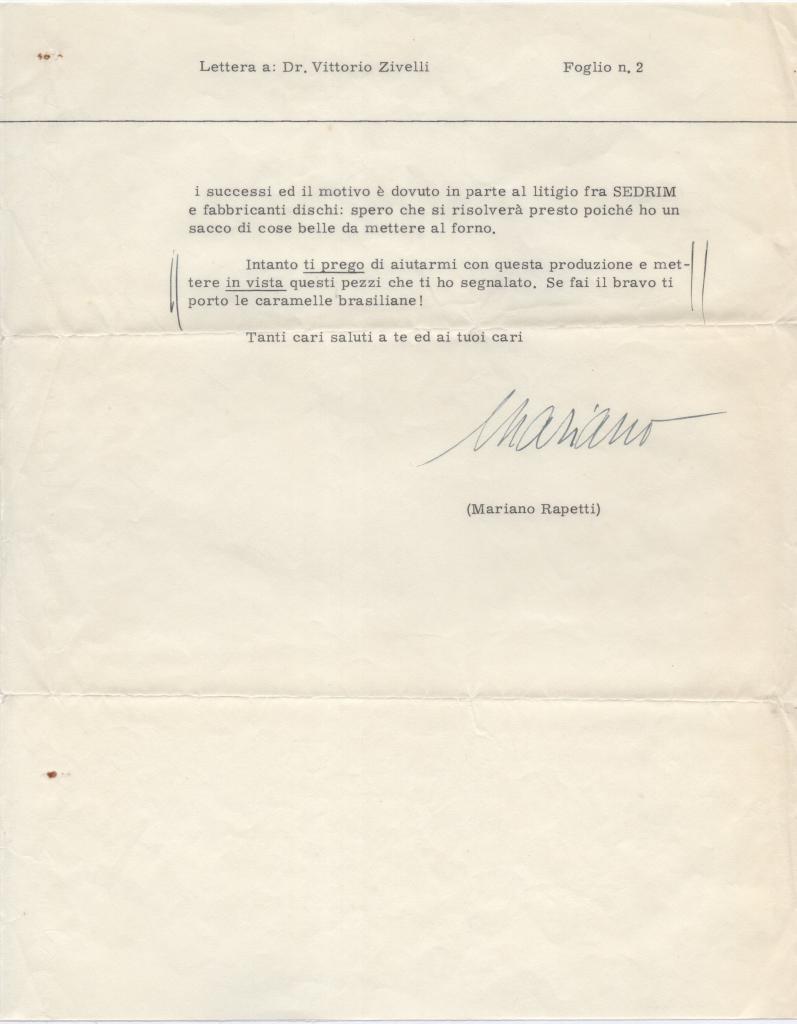 Lettera a: Dr. Vittorio Zivelli Foglio n. 2
i successi ed il motivo è dovuto in parte al litigio fra SEDRIM
e fabbricanti dischi: spero che si risolverà presto poiché ho un
sacco di cose belle da mettere al forno.
Intanto ti prego di aiutarmi con questa produzione e met-
tere in vista questi pezzi che ti ho segnalato. Se fai il bravo ti
porto le caramelle brasiliane!
Tanti cari saluti a te ed ai tuoi cari
Mariano
(Mariano Rapetti)